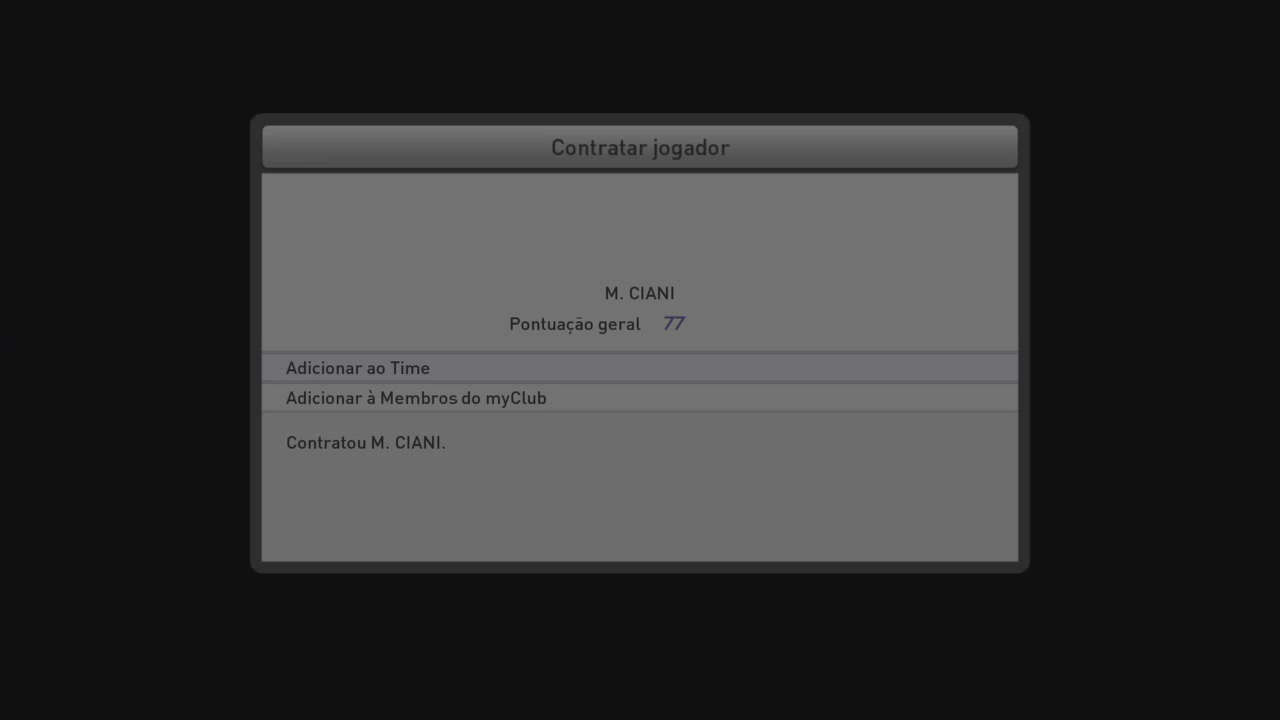 Contratar jogador
M. CIANI
Pontuação geral 77
Adicionar ao Time
Adicionar à Membros do myClub
Contratou M. CIANI.